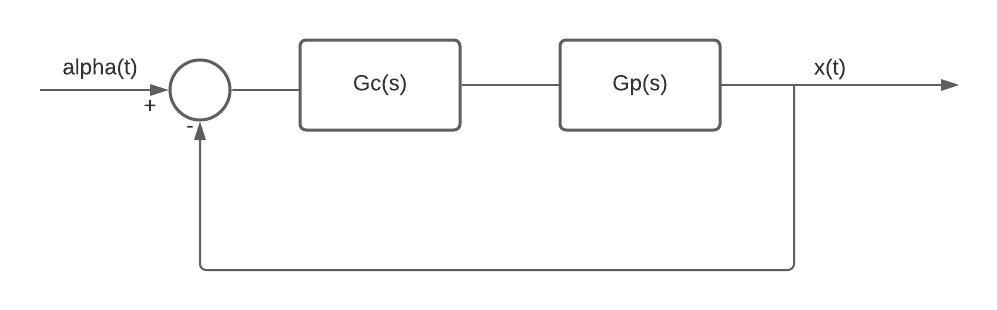 alpha(t)
+
-
Gc(s)
Gp(s)
x(t)